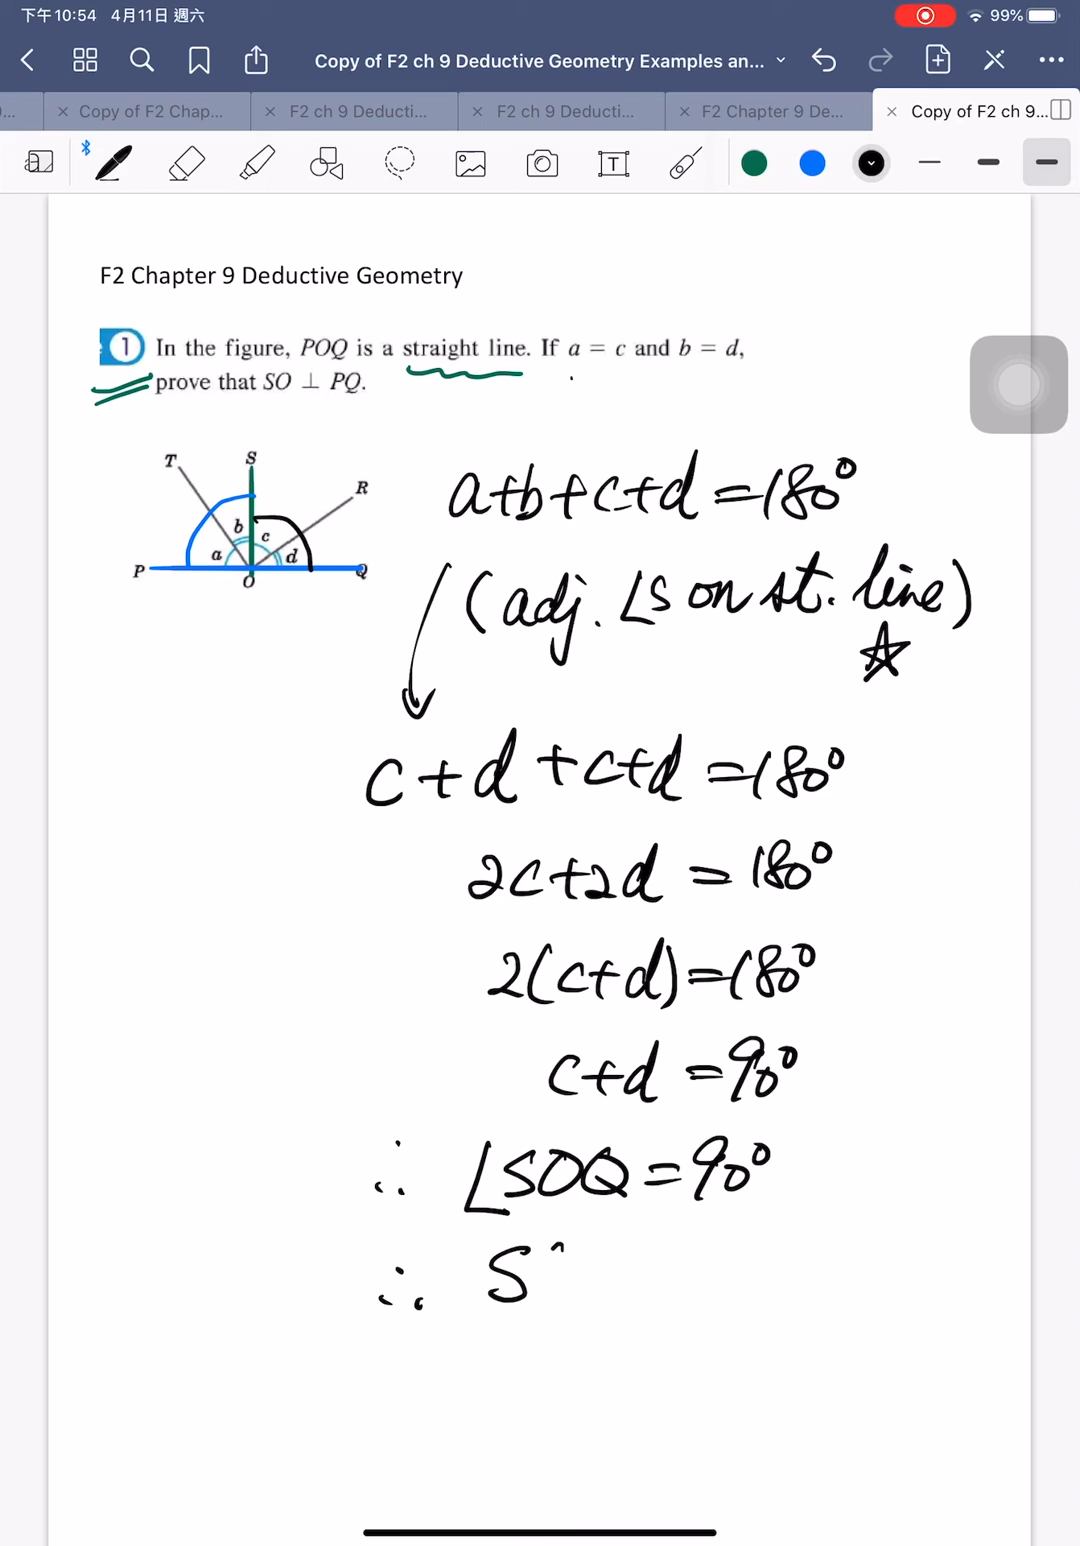 下午10:54 4月11日 週六
99%
Copy of F2 ch 9 Deductive Geometry Examples an...
... × Copy of F2 Chap... × F2 ch 9 Deducti... × F2 ch 9 Deducti... × F2 Chapter 9 De... × Copy of F2 ch 9...
F2 Chapter 9 Deductive Geometry
1 In the figure, POQ is a straight line. If a = c and b = d,
prove that SO ⊥ PQ.
T S R
b c
a d
P O Q
a+b+c+d=180°
(adj. ∠s on st. line)
c+d+c+d=180°
2c+2d=180°
2(c+d)=180°
c+d=90°
∴ ∠SOQ=90°
∴ S